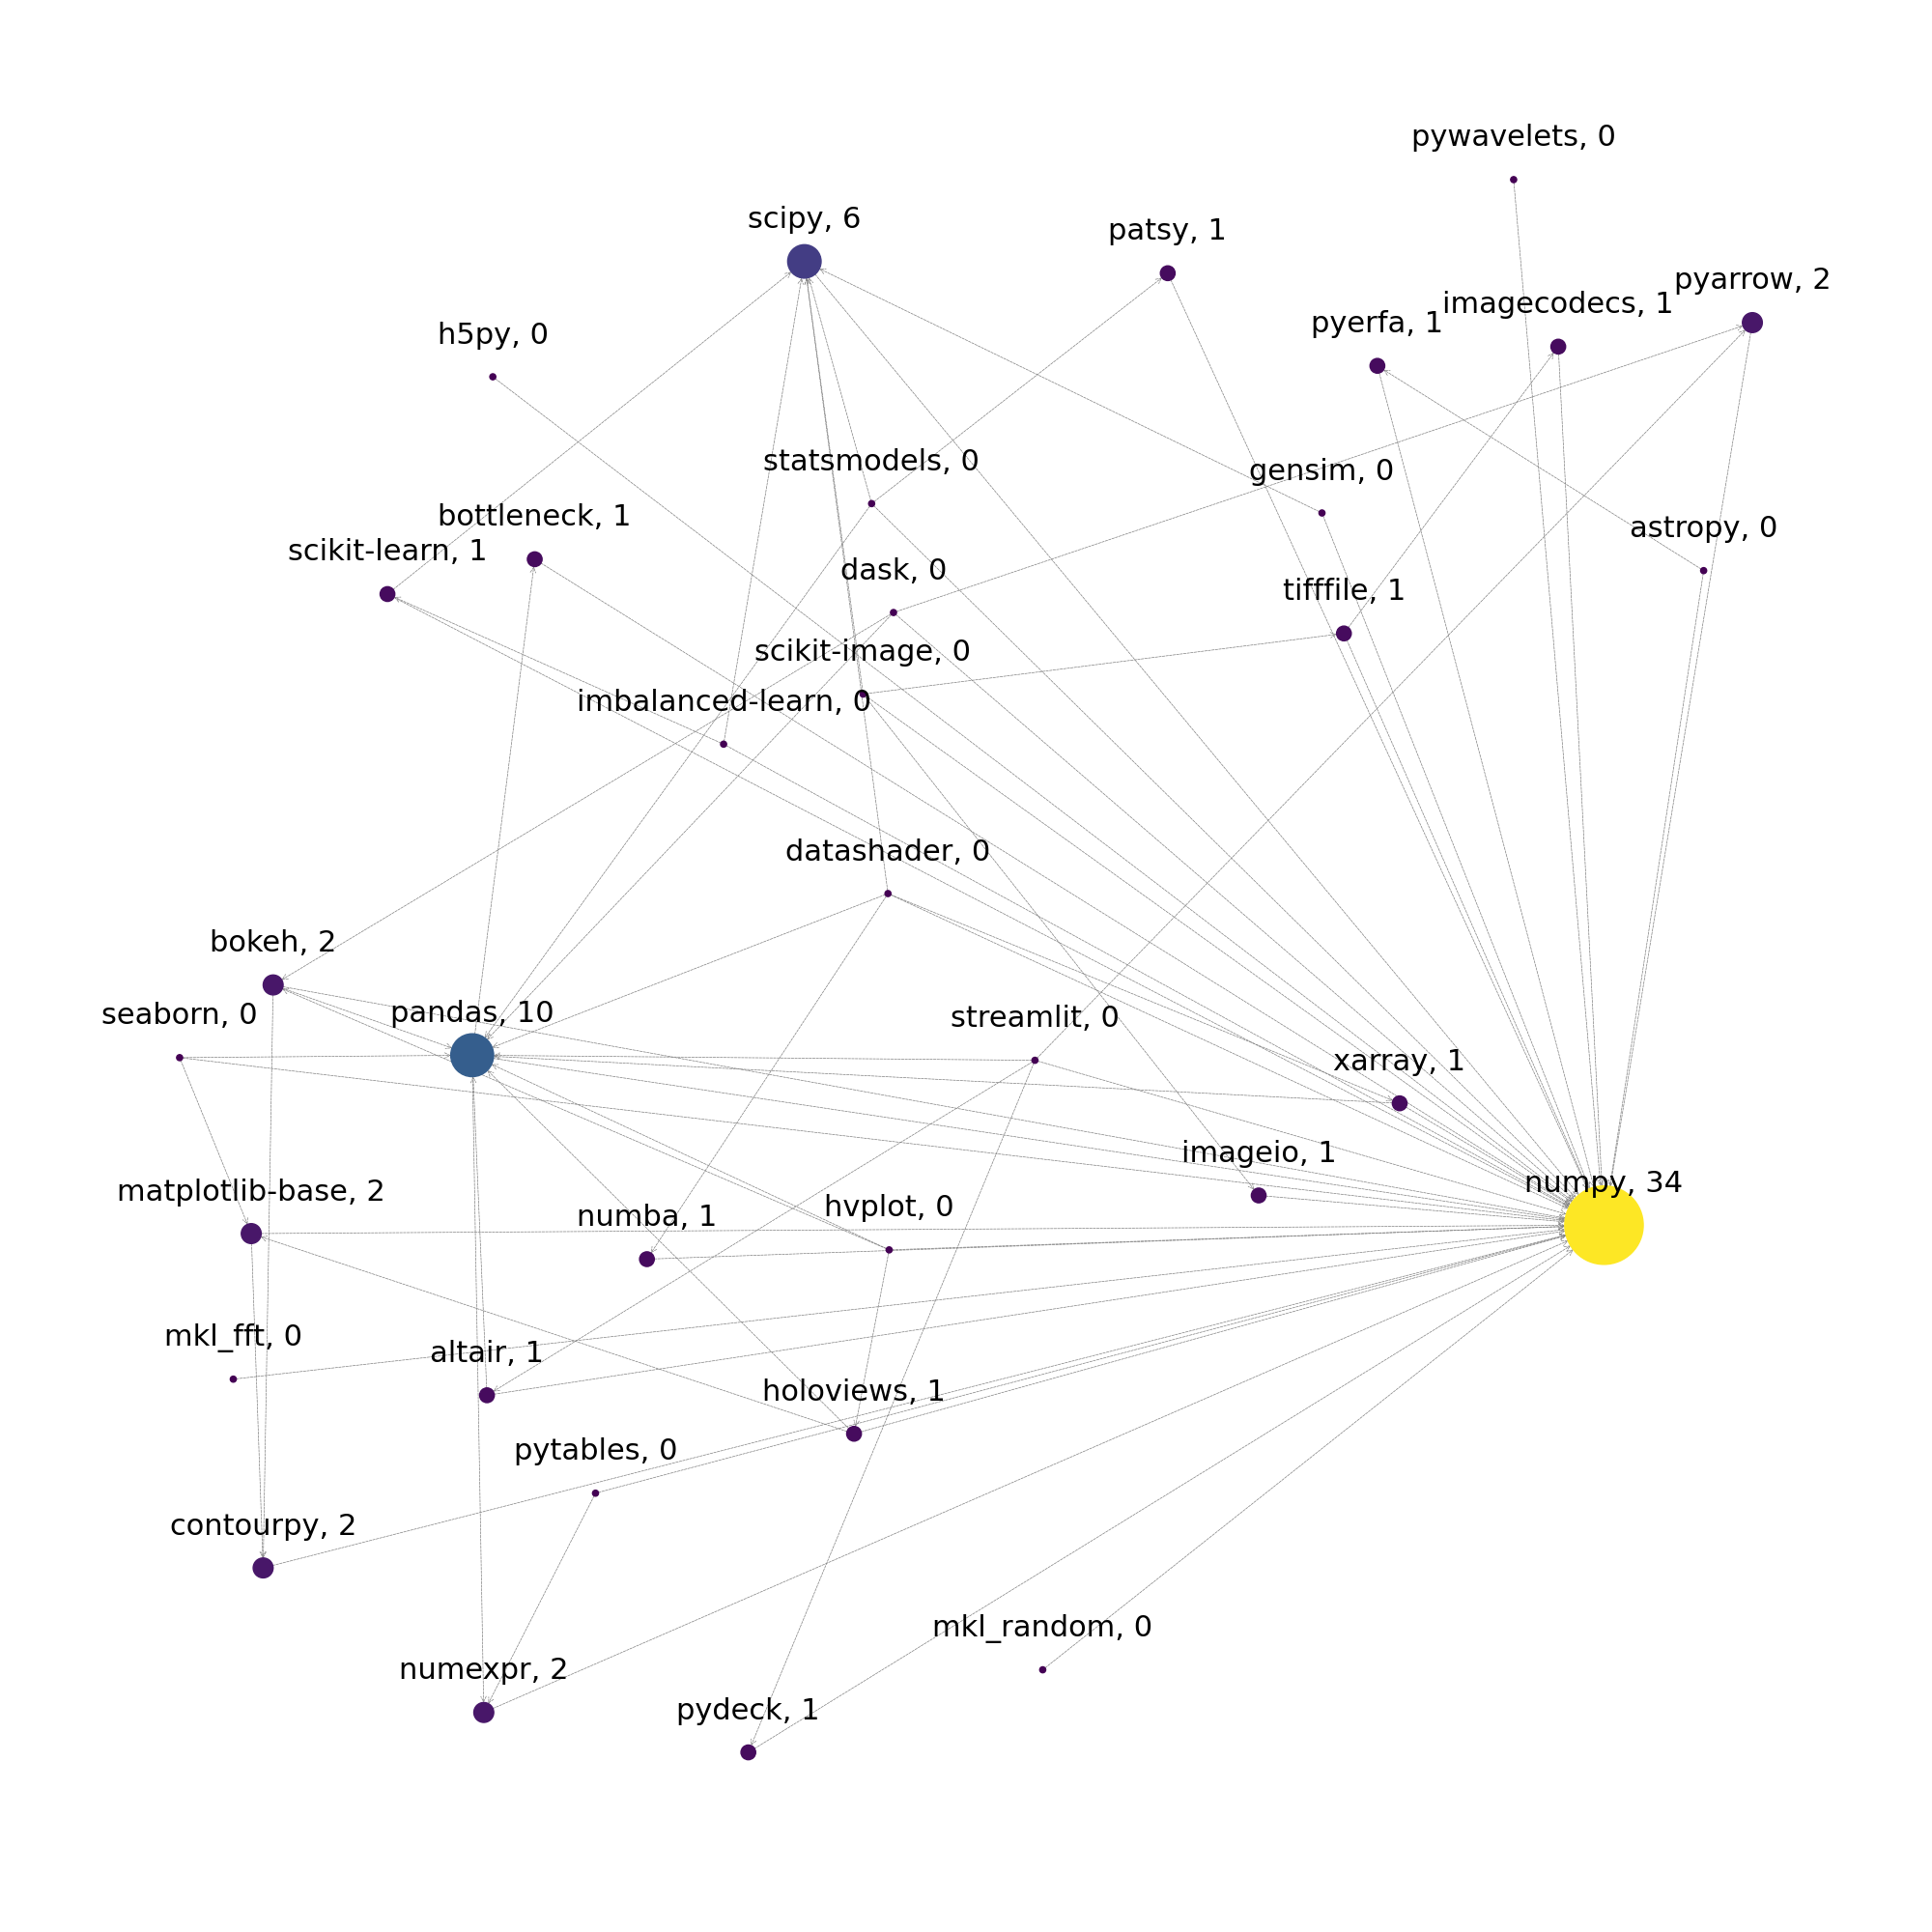 pywavelets, 0
scipy, 6
patsy, 1
pyarrow, 2
imagecodecs, 1
pyerfa, 1
h5py, 0
statsmodels, 0
gensim, 0
bottleneck, 1
astropy, 0
scikit-learn, 1
dask, 0
tifffile, 1
scikit-image, 0
imbalanced-learn, 0
datashader, 0
bokeh, 2
pandas, 10
seaborn, 0
streamlit, 0
xarray, 1
imageio, 1
numpy, 34
matplotlib-base, 2
hvplot, 0
numba, 1
mkl_fft, 0
altair, 1
holoviews, 1
pytables, 0
contourpy, 2
mkl_random, 0
numexpr, 2
pydeck, 1